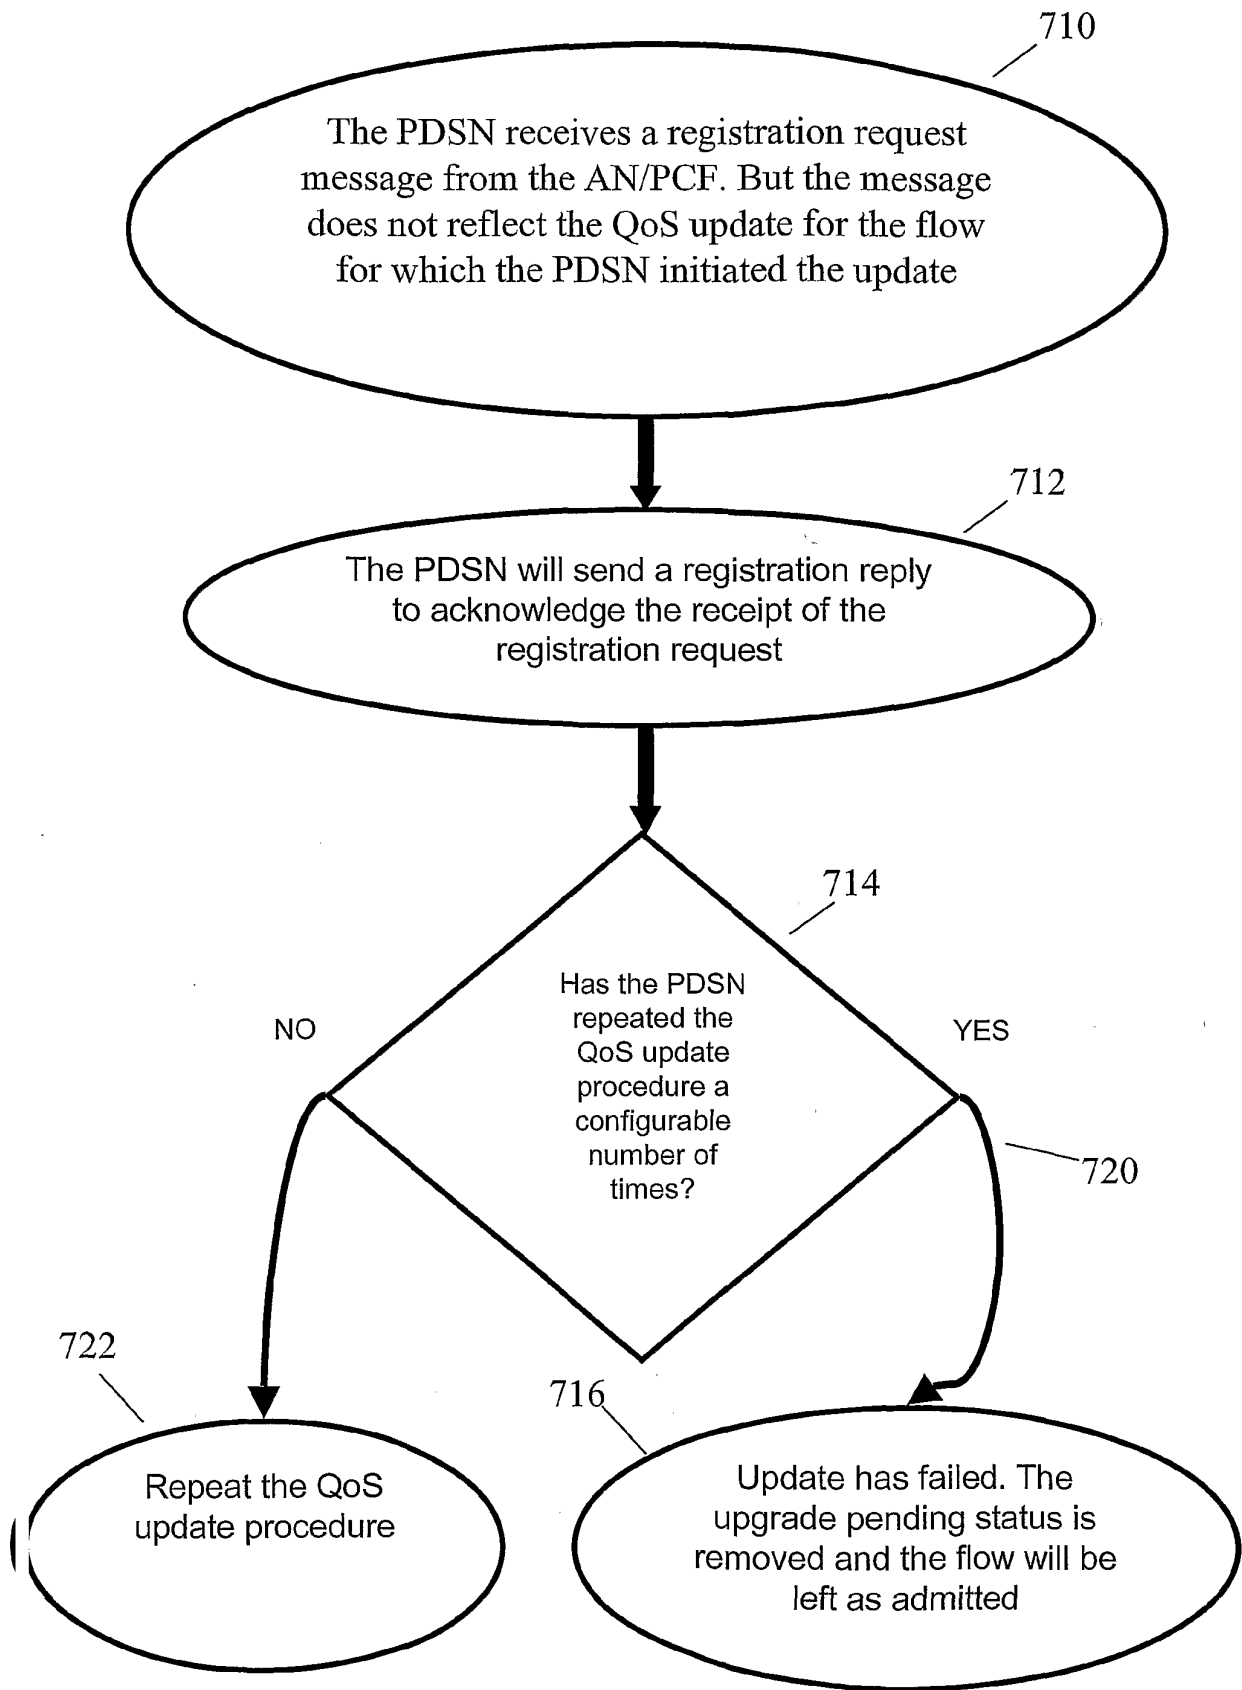 710
The PDSN receives a registration request
message from the AN/PCF. But the message
does not reflect the QoS update for the flow
for which the PDSN initiated the update
712
The PDSN will send a registration reply
to acknowledge the receipt of the
registration request
714
Has the PDSN
repeated the
QoS update
procedure a
configurable
number of
times?
NO
YES
720
722
716
Repeat the QoS
update procedure
Update has failed. The
upgrade pending status is
removed and the flow will be
left as admitted